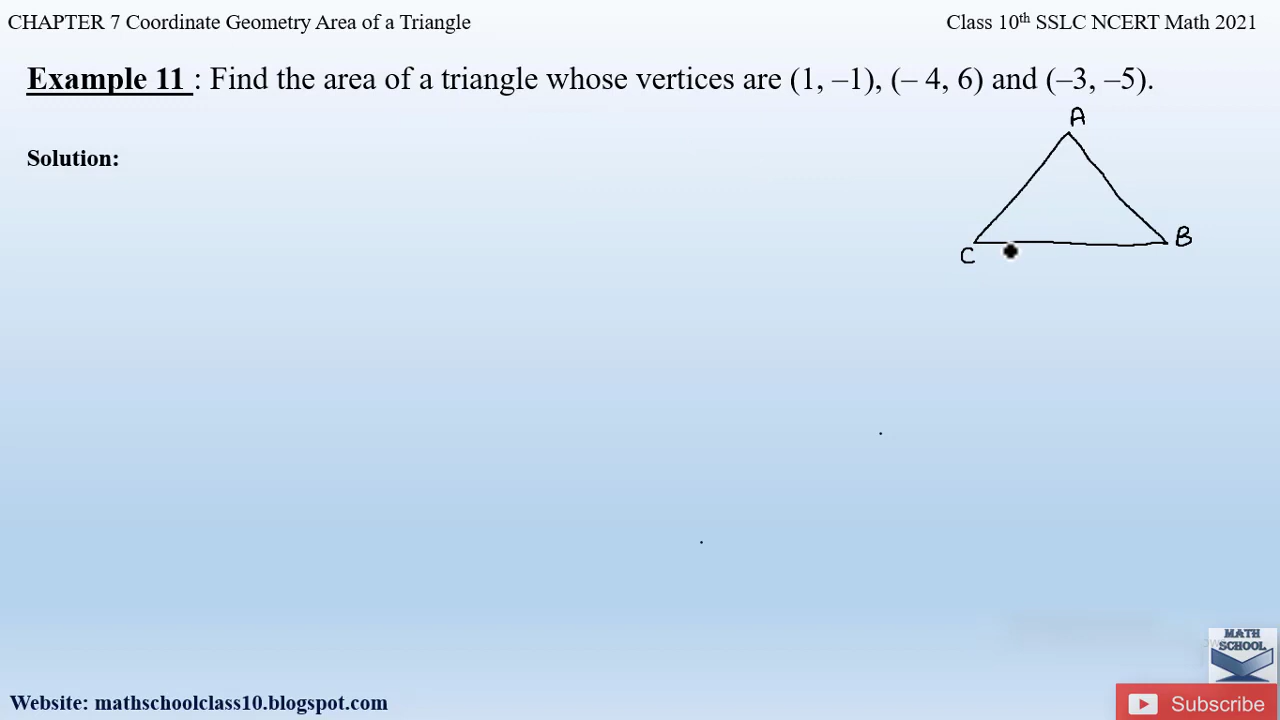 CHAPTER 7 Coordinate Geometry Area of a Triangle
Class 10th SSLC NCERT Math 2021
Example 11 : Find the area of a triangle whose vertices are (1, –1), (– 4, 6) and (–3, –5).
A
Solution:
C
B
MATH
SCHOOL
Website: mathschoolclass10.blogspot.com
Subscribe